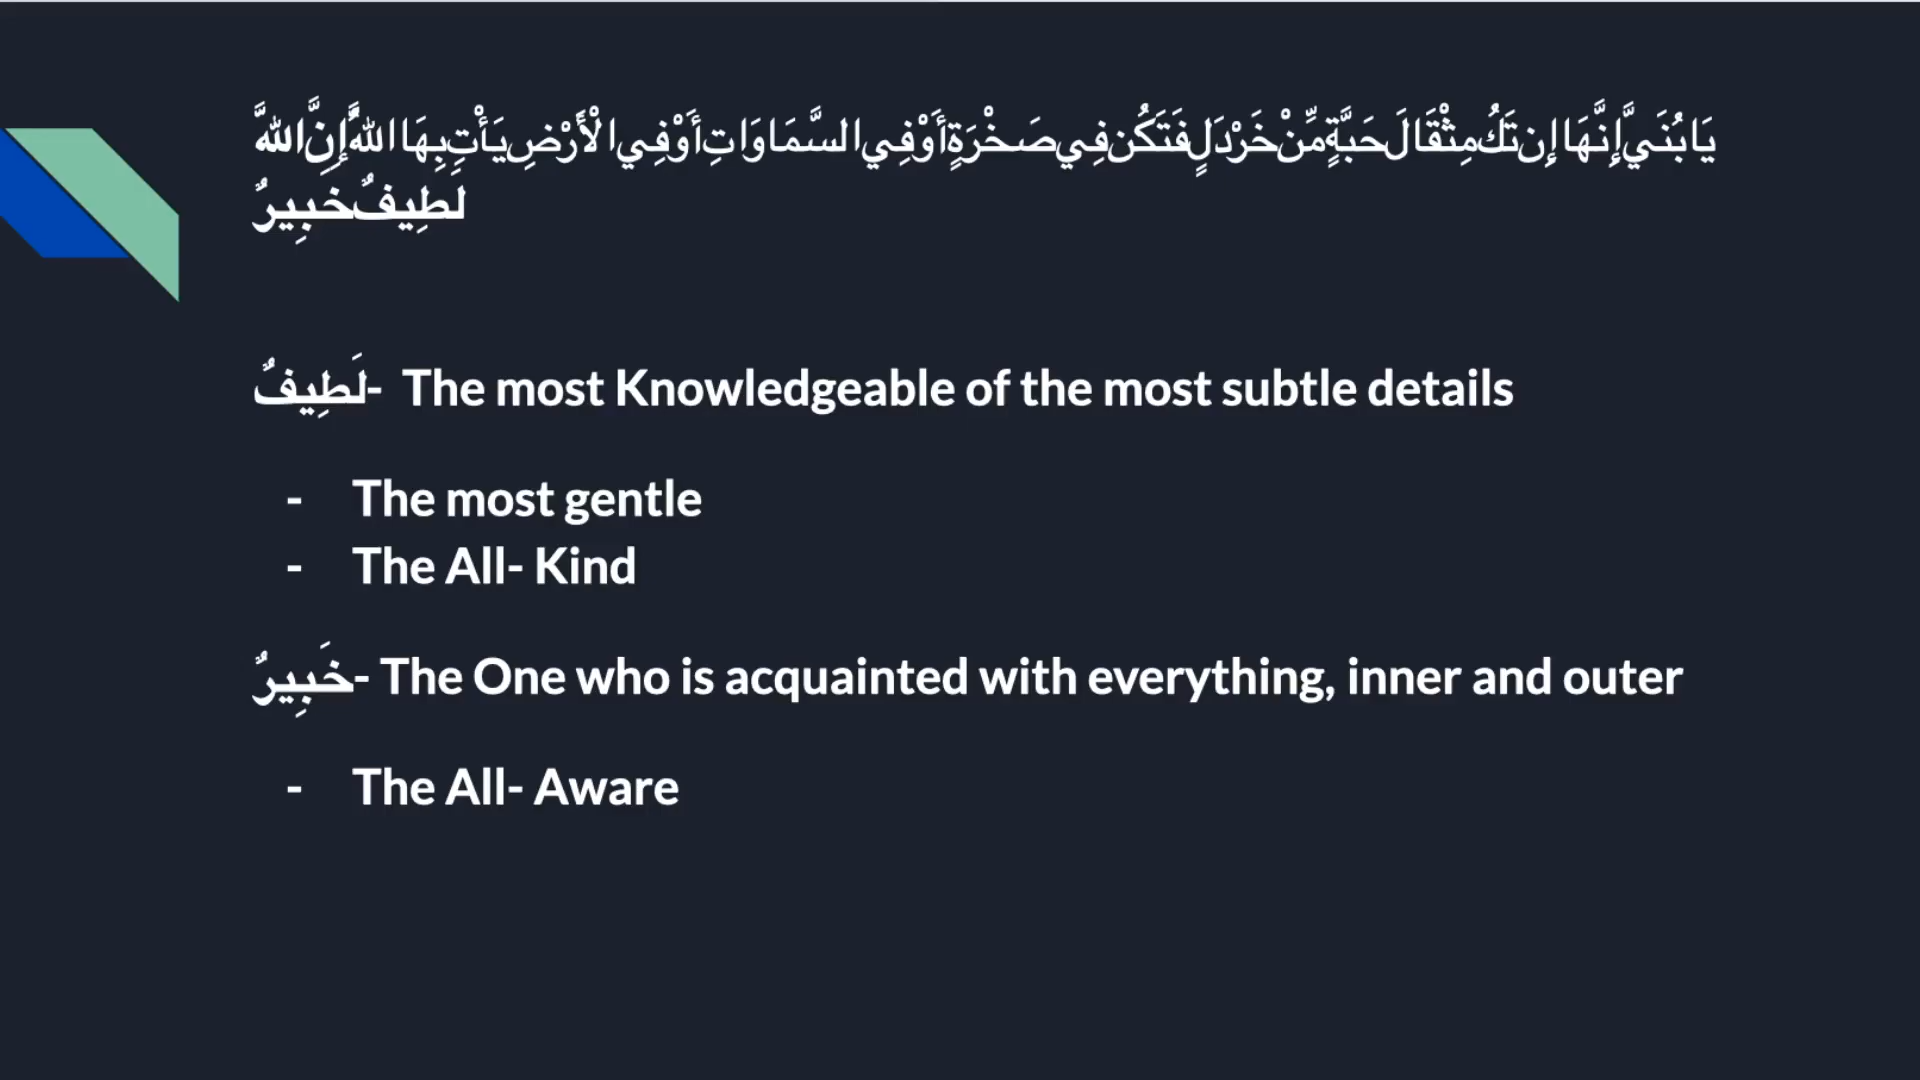 يَا بُنَيَّ إِنَّهَا إِن تَكُ مِثْقَالَ حَبَّةٍ مِّنْ خَرْدَلٍ فَتَكُن فِي صَخْرَةٍ أَوْ فِي السَّمَاوَاتِ أَوْ فِي الْأَرْضِ يَأْتِ بِهَا اللَّهُ إِنَّ اللَّهَ
لَطِيفٌ خَبِيرٌ
لَطِيفٌ- The most Knowledgeable of the most subtle details
- The most gentle
- The All- Kind
خَبِيرٌ- The One who is acquainted with everything, inner and outer
- The All- Aware